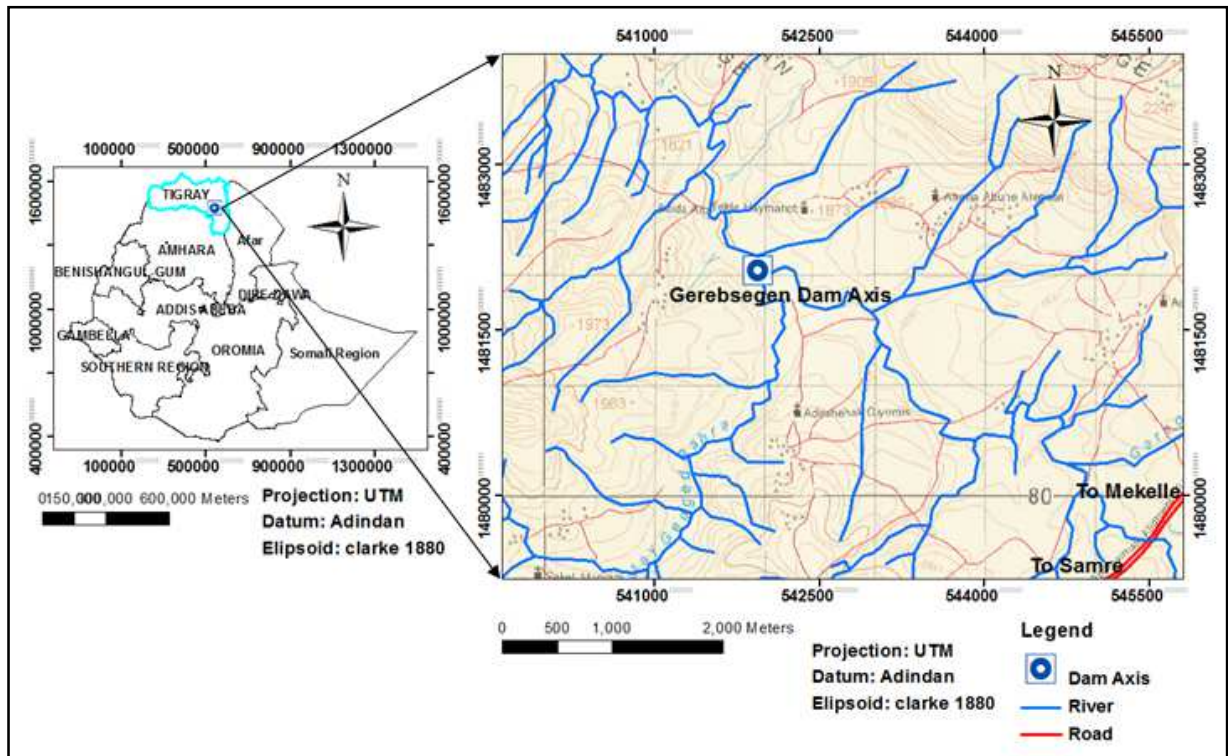 100000 500000 900000 1300000
1600000 1000000 400000
1600000 1000000 400000
N
TIGRAY
Afar
AMHARA
BENISHANGUL GUM
DIRE DAWA
ADDIS ABEBA
GAMBELLA
OROMIA
Somali Region
SOUTHERN REGION
100000 500000 900000 1300000
600,000 Meters
Projection: UTM
Datum: Adindan
Elipsoid: clarke 1880
541000 542500 544000 545500
1483000 1481500 1480000
1483000 1481500 1480000
N
1905
1821
1873
Gerebsegen Dam Axis
1973
1983
80
To Mekelle
To Samre
541000 542500 544000 545500
0 500 1,000 2,000 Meters
Projection: UTM
Datum: Adindan
Elipsoid: clarke 1880
Legend
Dam Axis
River
Road